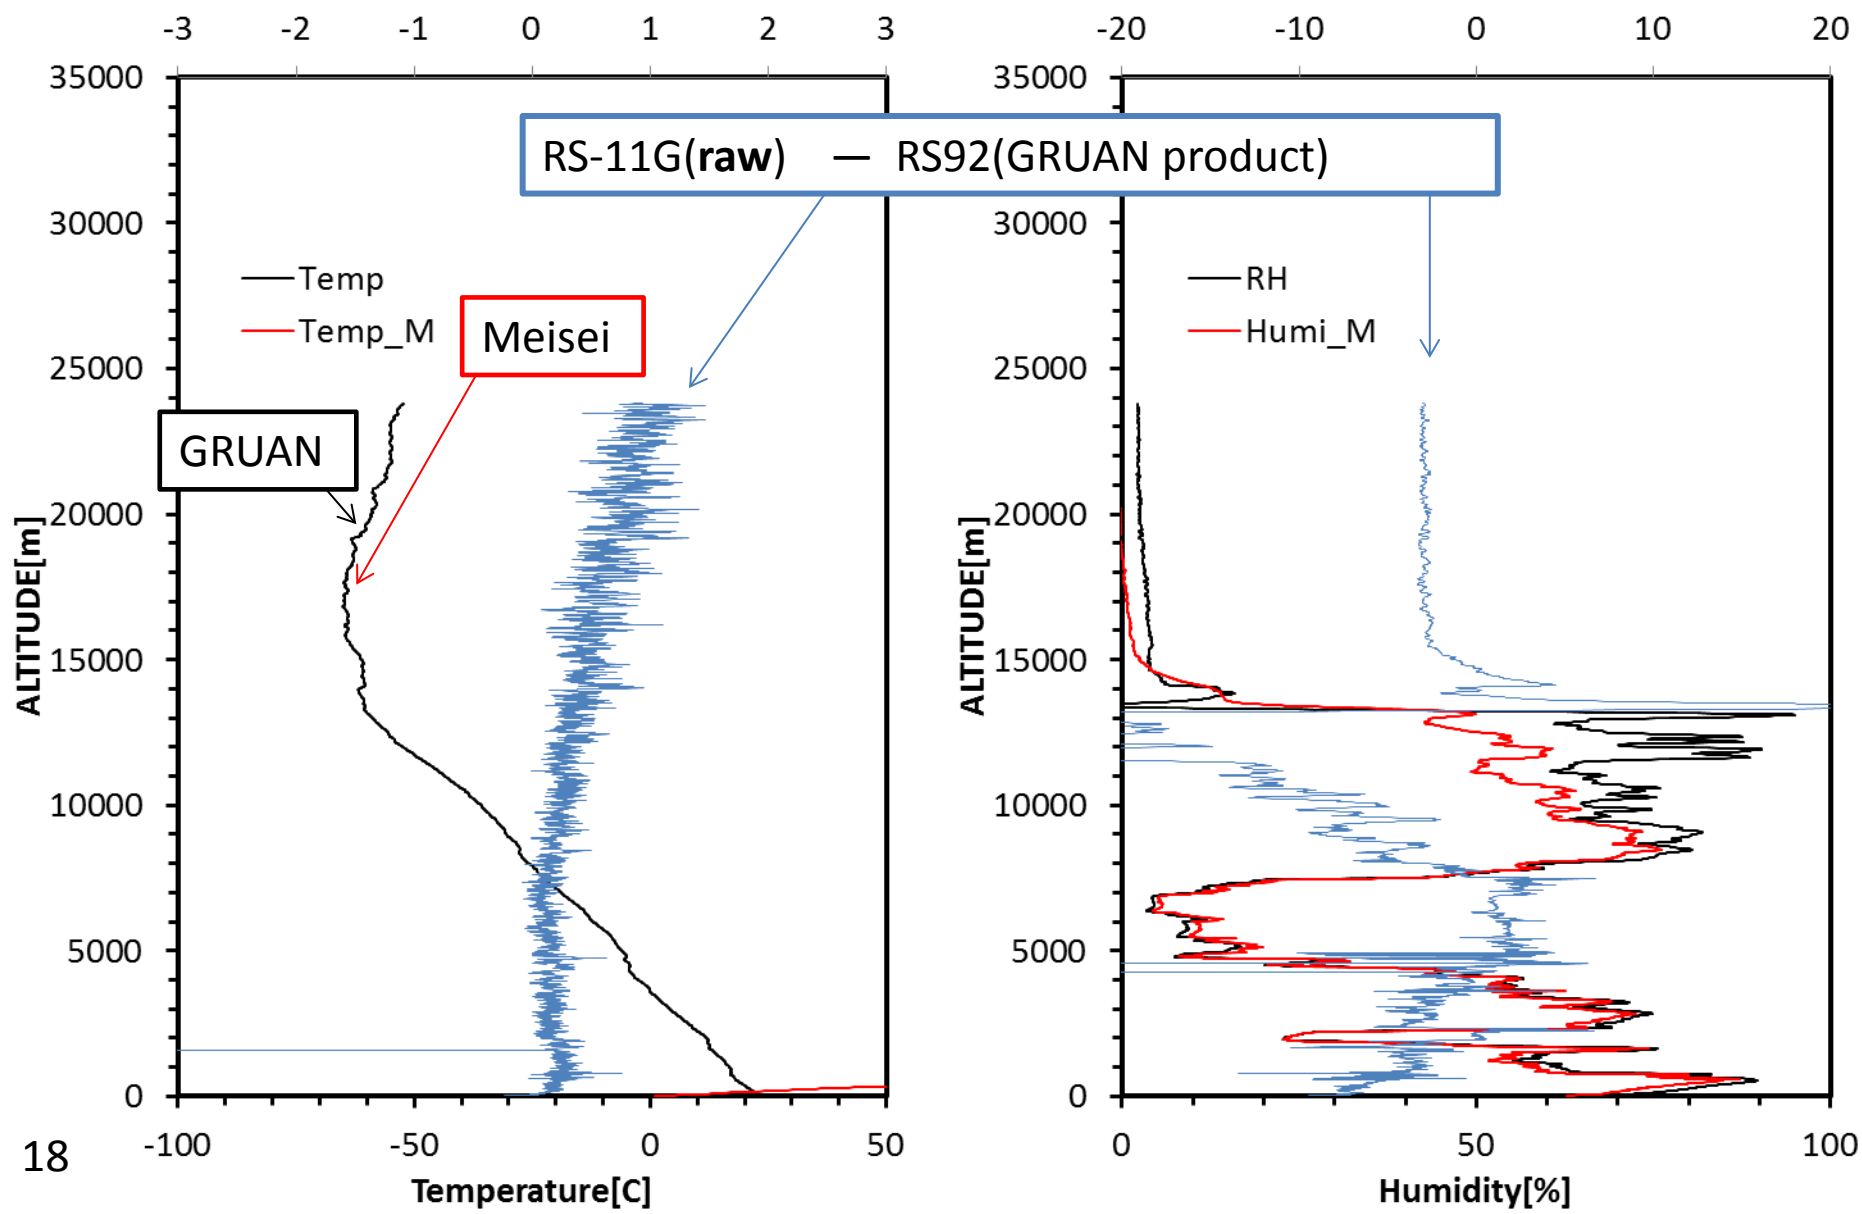 -3 -2 -1 0 1 2 3
-20 -10 0 10 20
35000
35000
RS-11G(raw) — RS92(GRUAN product)
30000
30000
Temp
RH
Temp_M
Humi_M
Meisei
25000
25000
GRUAN
20000
20000
ALTITUDE[m]
ALTITUDE[m]
15000
15000
10000
10000
5000
5000
0
0
-100 -50 0 50
0 50 100
18
Temperature[C]
Humidity[%]